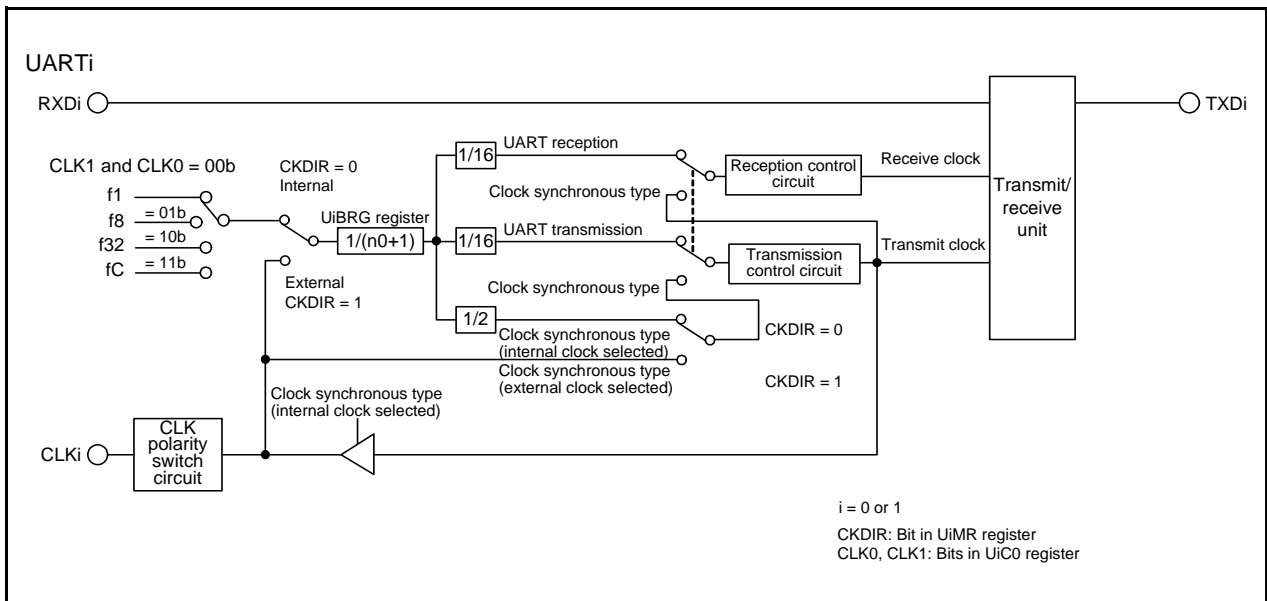 UARTi
RXDi
TXDi
CLK1 and CLK0 = 00b
f1
f8
= 01b
f32
= 10b
fC
= 11b
CKDIR = 0
Internal
External
CKDIR = 1
UiBRG register
1/(n0+1)
1/16
UART reception
Clock synchronous type
1/16
UART transmission
Clock synchronous type
1/2
Clock synchronous type
(internal clock selected)
Clock synchronous type
(external clock selected)
CKDIR = 0
CKDIR = 1
Reception control
circuit
Receive clock
Transmission
control circuit
Transmit clock
Transmit/
receive
unit
Clock synchronous type
(internal clock selected)
CLKi
CLK
polarity
switch
circuit
i = 0 or 1
CKDIR: Bit in UiMR register
CLK0, CLK1: Bits in UiC0 register